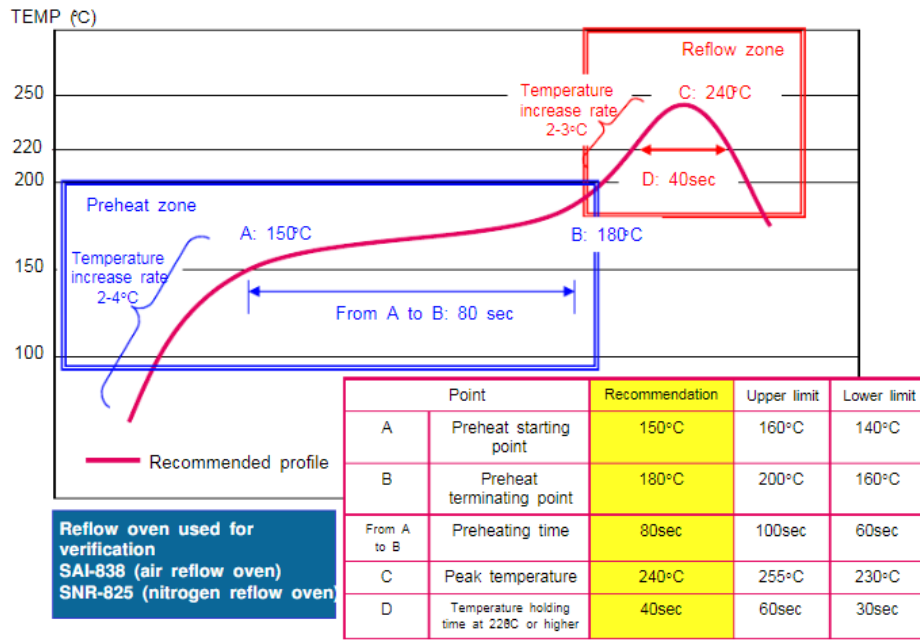 TEMP (°C)
Reflow zone
250
Temperature
increase rate
2-3°C
C: 240°C
220
D: 40sec
200
Preheat zone
A: 150°C
B: 180°C
Temperature
increase rate
2-4°C
150
From A to B: 80 sec
100
Recommended profile
Point Recommendation Upper limit Lower limit
A Preheat starting point 150°C 160°C 140°C
B Preheat terminating point 180°C 200°C 160°C
From A to B Preheating time 80sec 100sec 60sec
C Peak temperature 240°C 255°C 230°C
D Temperature holding time at or higher 40sec 60sec 30sec
Reflow oven used for
verification
SAI-838 (air reflow oven)
SNR-825 (nitrogen reflow oven)